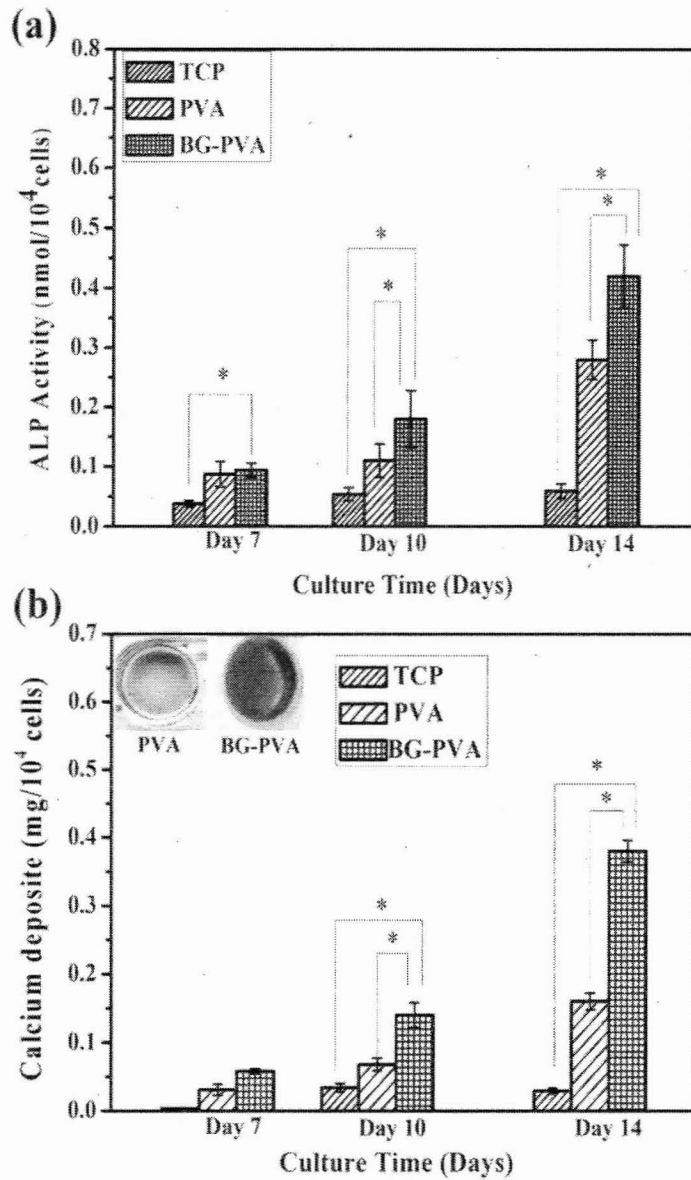 (a)
0.8
0.7
0.6
0.5
0.4
0.3
0.2
0.1
0.0
ALP Activity (nmol/10⁴ cells)
TCP
PVA
BG-PVA
*
*
*
*
*
Day 7
Day 10
Day 14
Culture Time (Days)
(b)
0.7
0.6
0.5
0.4
0.3
0.2
0.1
0.0
Calcium deposite (mg/10⁴ cells)
PVA
BG-PVA
TCP
PVA
BG-PVA
*
*
*
*
Day 7
Day 10
Day 14
Culture Time (Days)